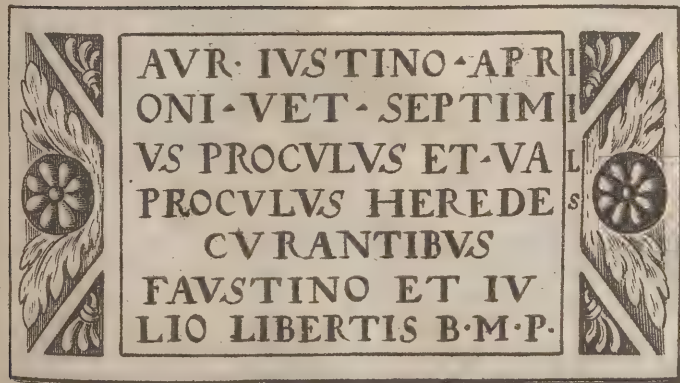 AVR· IVSTINO·APRI
ONI·VET·SEPTIMI
VS PROCVLVS ET·VAL
PROCVLVS HEREDES
CVRANTIBVS
FAVSTINO ET IV
LIO LIBERTIS B·M·P·